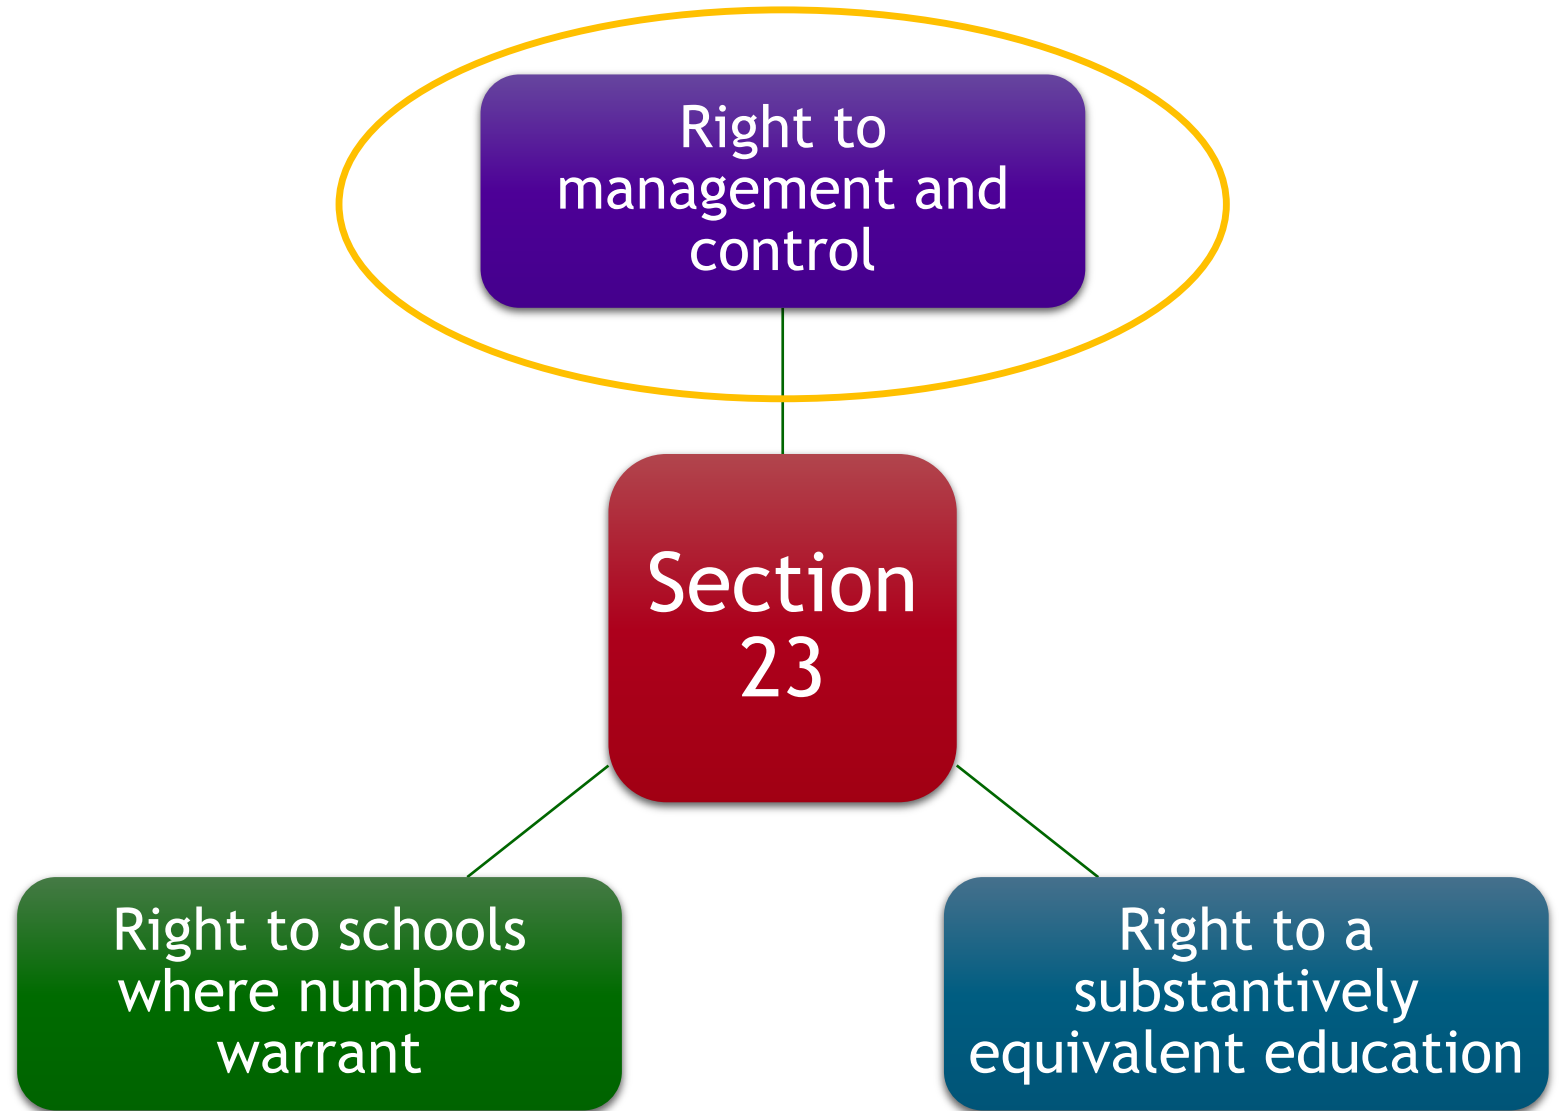 Right to
management and
control
Section
23
Right to schools
where numbers
warrant
Right to a
substantively
equivalent education